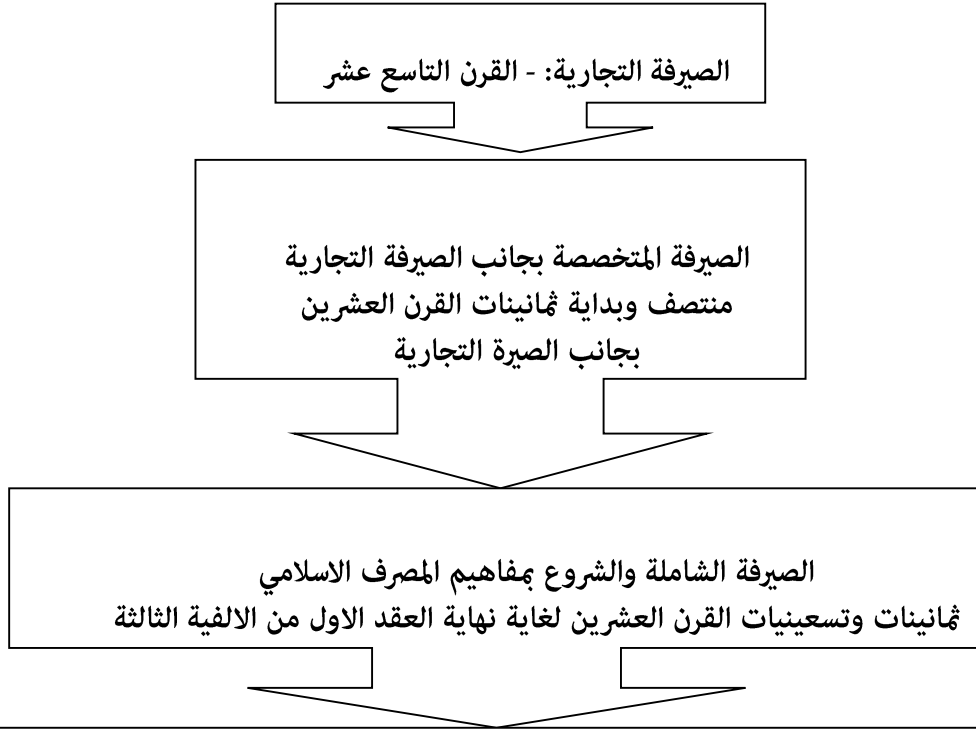 الصيرفة التجارية: - القرن التاسع عشر
الصيرفة المتخصصة بجانب الصيرفة التجارية
منتصف وبداية ثمانينات القرن العشرين
بجانب الصيرة التجارية
الصيرفة الشاملة والشروع بمفاهيم المصرف الاسلامي
ثمانينات وتسعينيات القرن العشرين لغاية نهاية العقد الاول من الالفية الثالثة